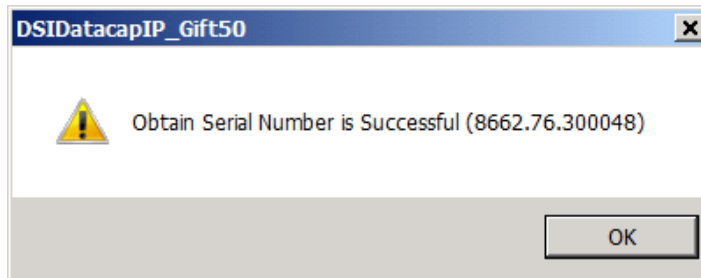 DSIDatacapIP_Gift50
Obtain Serial Number is Successful (8662.76.300048)
OK